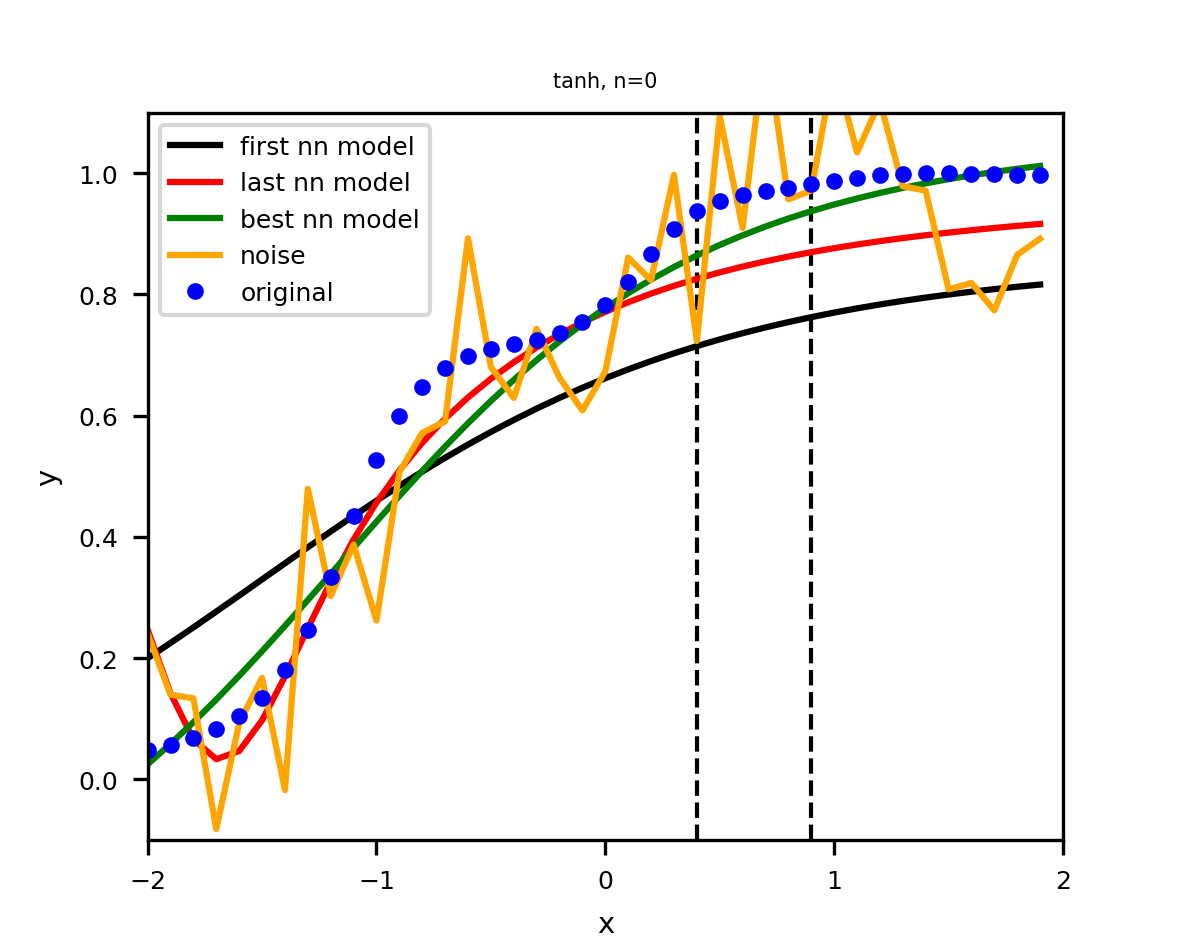 tanh, n=0
first nn model
last nn model
best nn model
noise
original
1.0
0.8
0.6
0.4
0.2
0.0
y
−2 −1 0 1 2
x